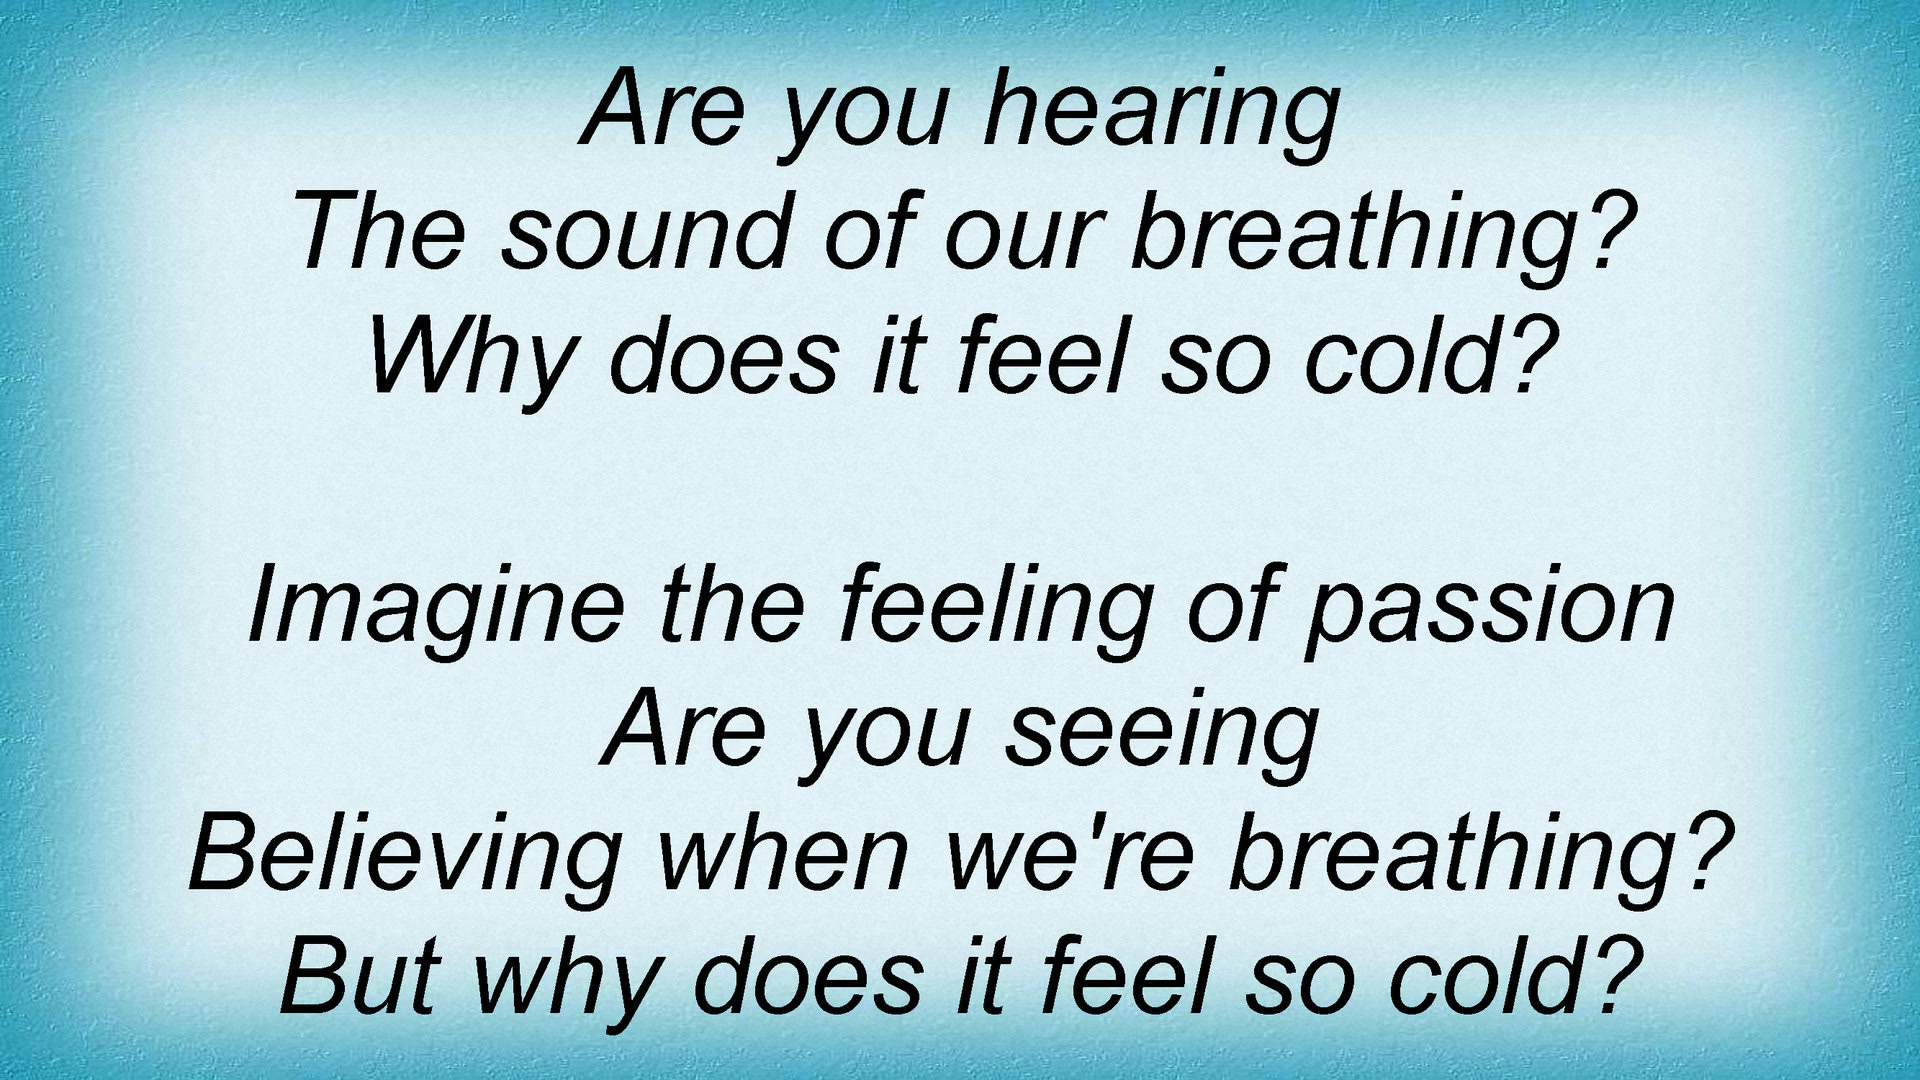 Are you hearing
The sound of our breathing?
Why does it feel so cold?
Imagine the feeling of passion
Are you seeing
Believing when we're breathing?
But why does it feel so cold?